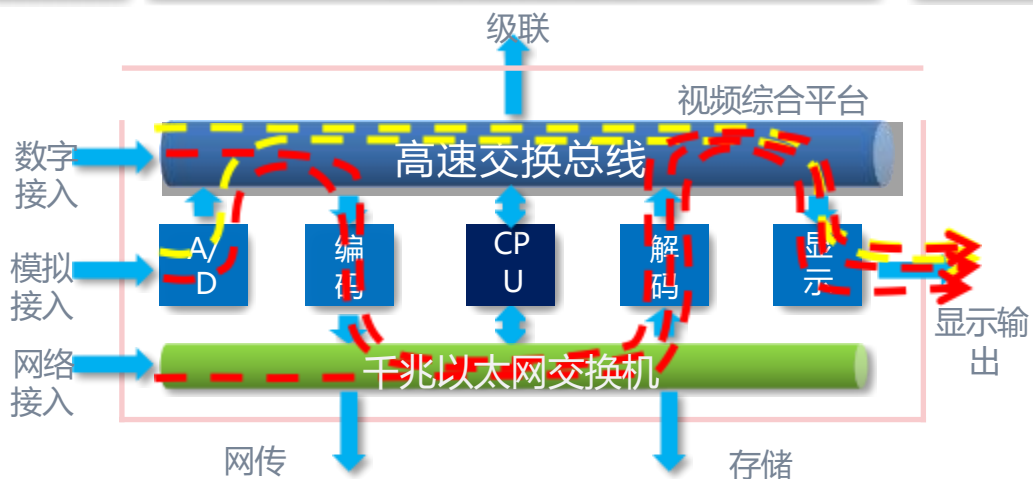 级联
视频综合平台
数字
接入
高速交换总线
A/
D
编
码
CP
U
解
码
显
示
模拟
接入
显示输
出
网络
接入
千兆以太网交换机
网传
存储